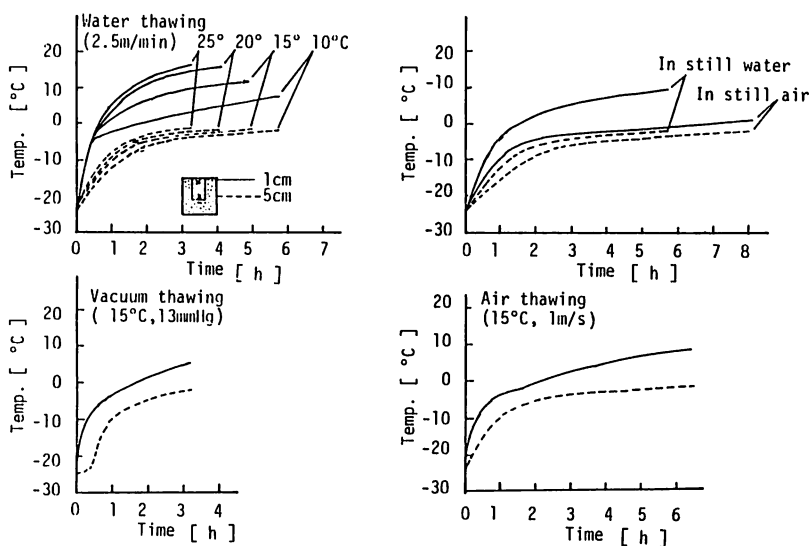 Water thawing
(2.5m/min) 25° 20° 15° 10°C
Temp. [ °C]
20
10
0
-10
-20
-30
1cm
5cm
0 1 2 3 4 5 6 7
Time [ h ]
In still water
In still air
Temp. [ °C]
20
-10
0
-10
-20
-30
0 1 2 3 4 5 6 7 8
Time [ h ]
Vacuum thawing
( 15°C,13mmHg)
Temp. [ °C]
20
10
0
-10
-20
-30
0 1 2 3 4
Time [ h ]
Air thawing
(15°C, 1m/s)
Temp. [ °C]
20
10
0
-10
-20
-30
0 1 2 3 4 5 6
Time [ h ]